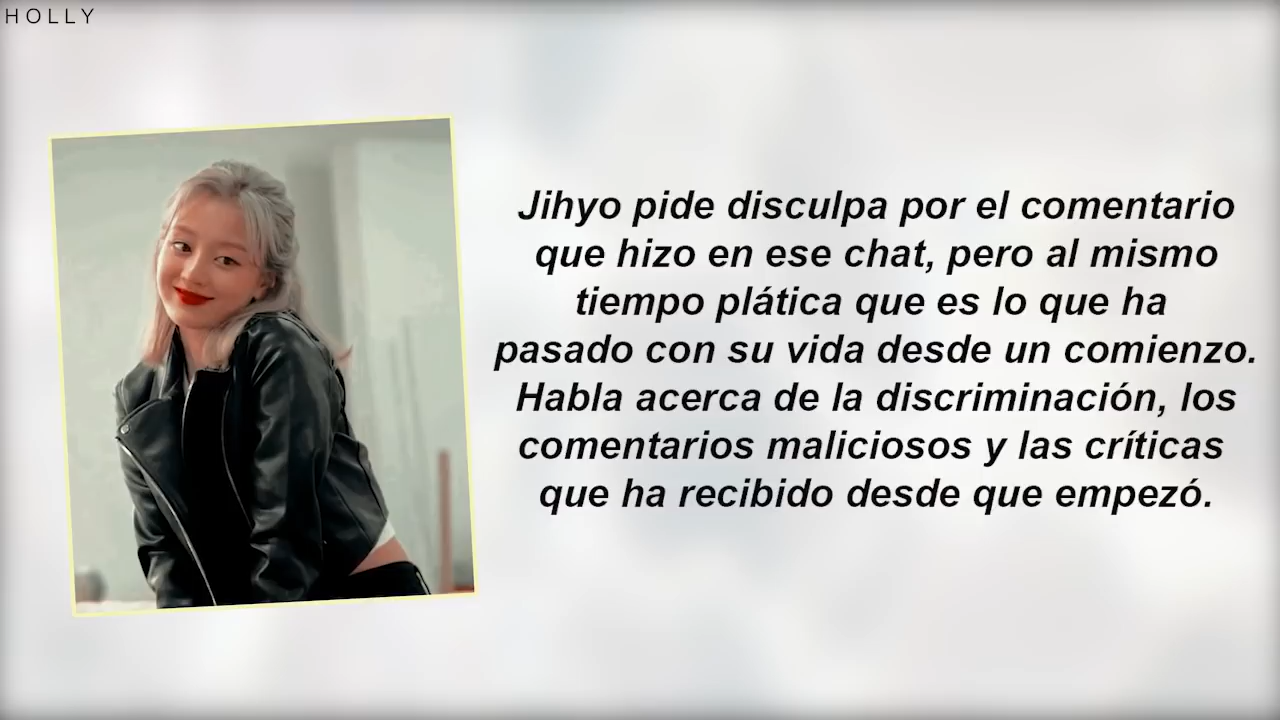 HOLLY
Jihyo pide disculpa por el comentario
que hizo en ese chat, pero al mismo
tiempo plática que es lo que ha
pasado con su vida desde un comienzo.
Habla acerca de la discriminación, los
comentarios maliciosos y las críticas
que ha recibido desde que empezó.